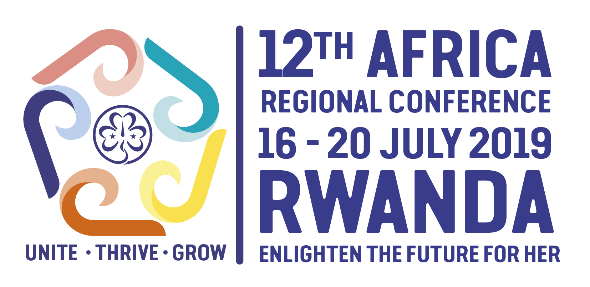 12TH AFRICA
REGIONAL CONFERENCE
16 - 20 JULY 2019
RWANDA
ENLIGHTEN THE FUTURE FOR HER
UNITE · THRIVE · GROW